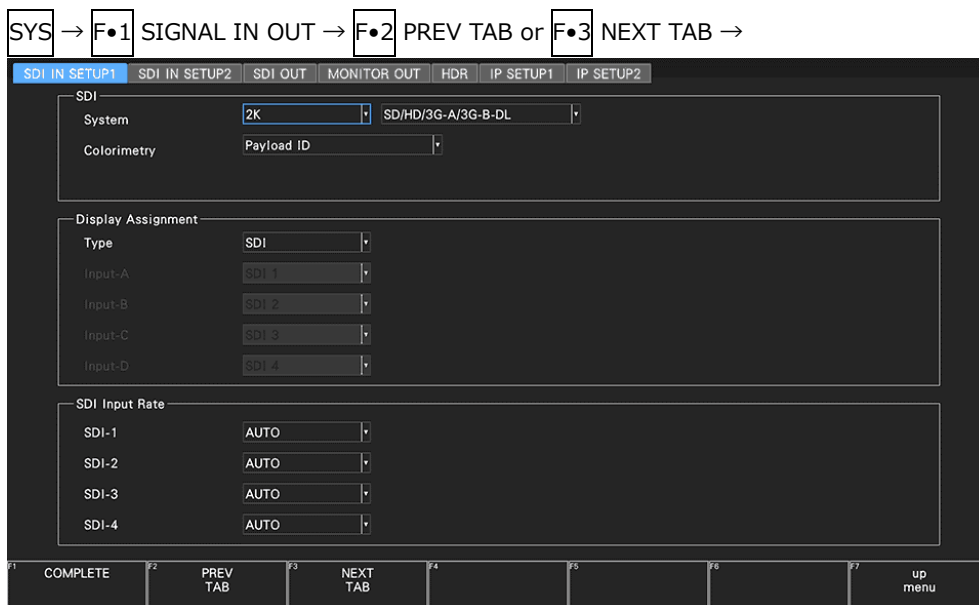 SYS → F•1 SIGNAL IN OUT → F•2 PREV TAB or F•3 NEXT TAB →
SDI IN SETUP1 SDI IN SETUP2 SDI OUT MONITOR OUT HDR IP SETUP1 IP SETUP2
SDI
System 2K SD/HD/3G-A/3G-B-DL
Colorimetry Payload ID
Display Assignment
Type SDI
Input-A SDI 1
Input-B SDI 2
Input-C SDI 3
Input-D SDI 4
SDI Input Rate
SDI-1 AUTO
SDI-2 AUTO
SDI-3 AUTO
SDI-4 AUTO
F1 COMPLETE F2 PREV TAB F3 NEXT TAB F4 F5 F6 F7 up menu